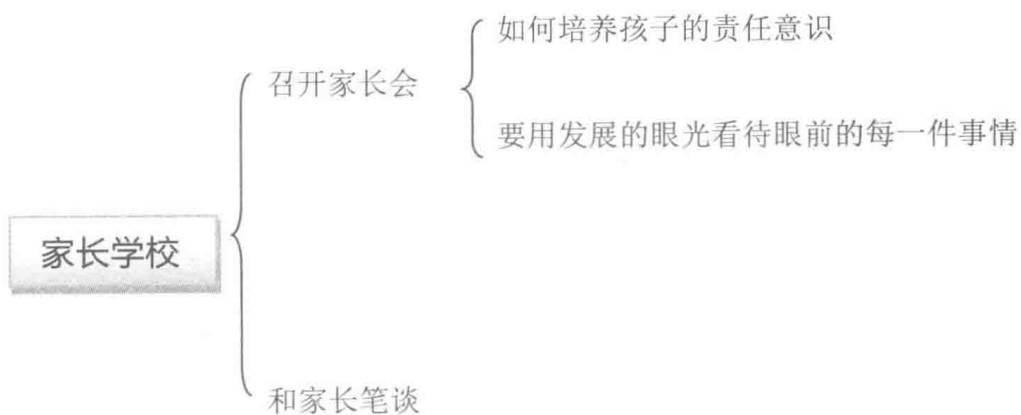 如何培养孩子的责任意识
召开家长会
要用发展的眼光看待眼前的每一件事情
家长学校
和家长笔谈